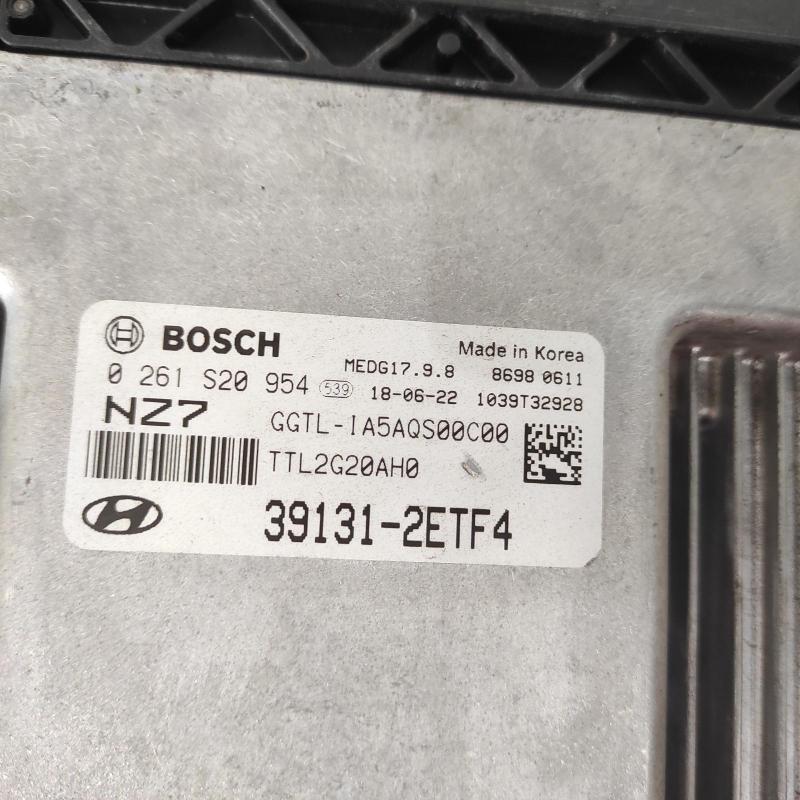 BOSCH
Made in Korea
MEDG17.9.8
8698 0611
0 261 S20 954 539 18-06-22 1039T32928
NZ7
GGTL-IA5AQS00C00
TTL2G20AH0
39131-2ETF4